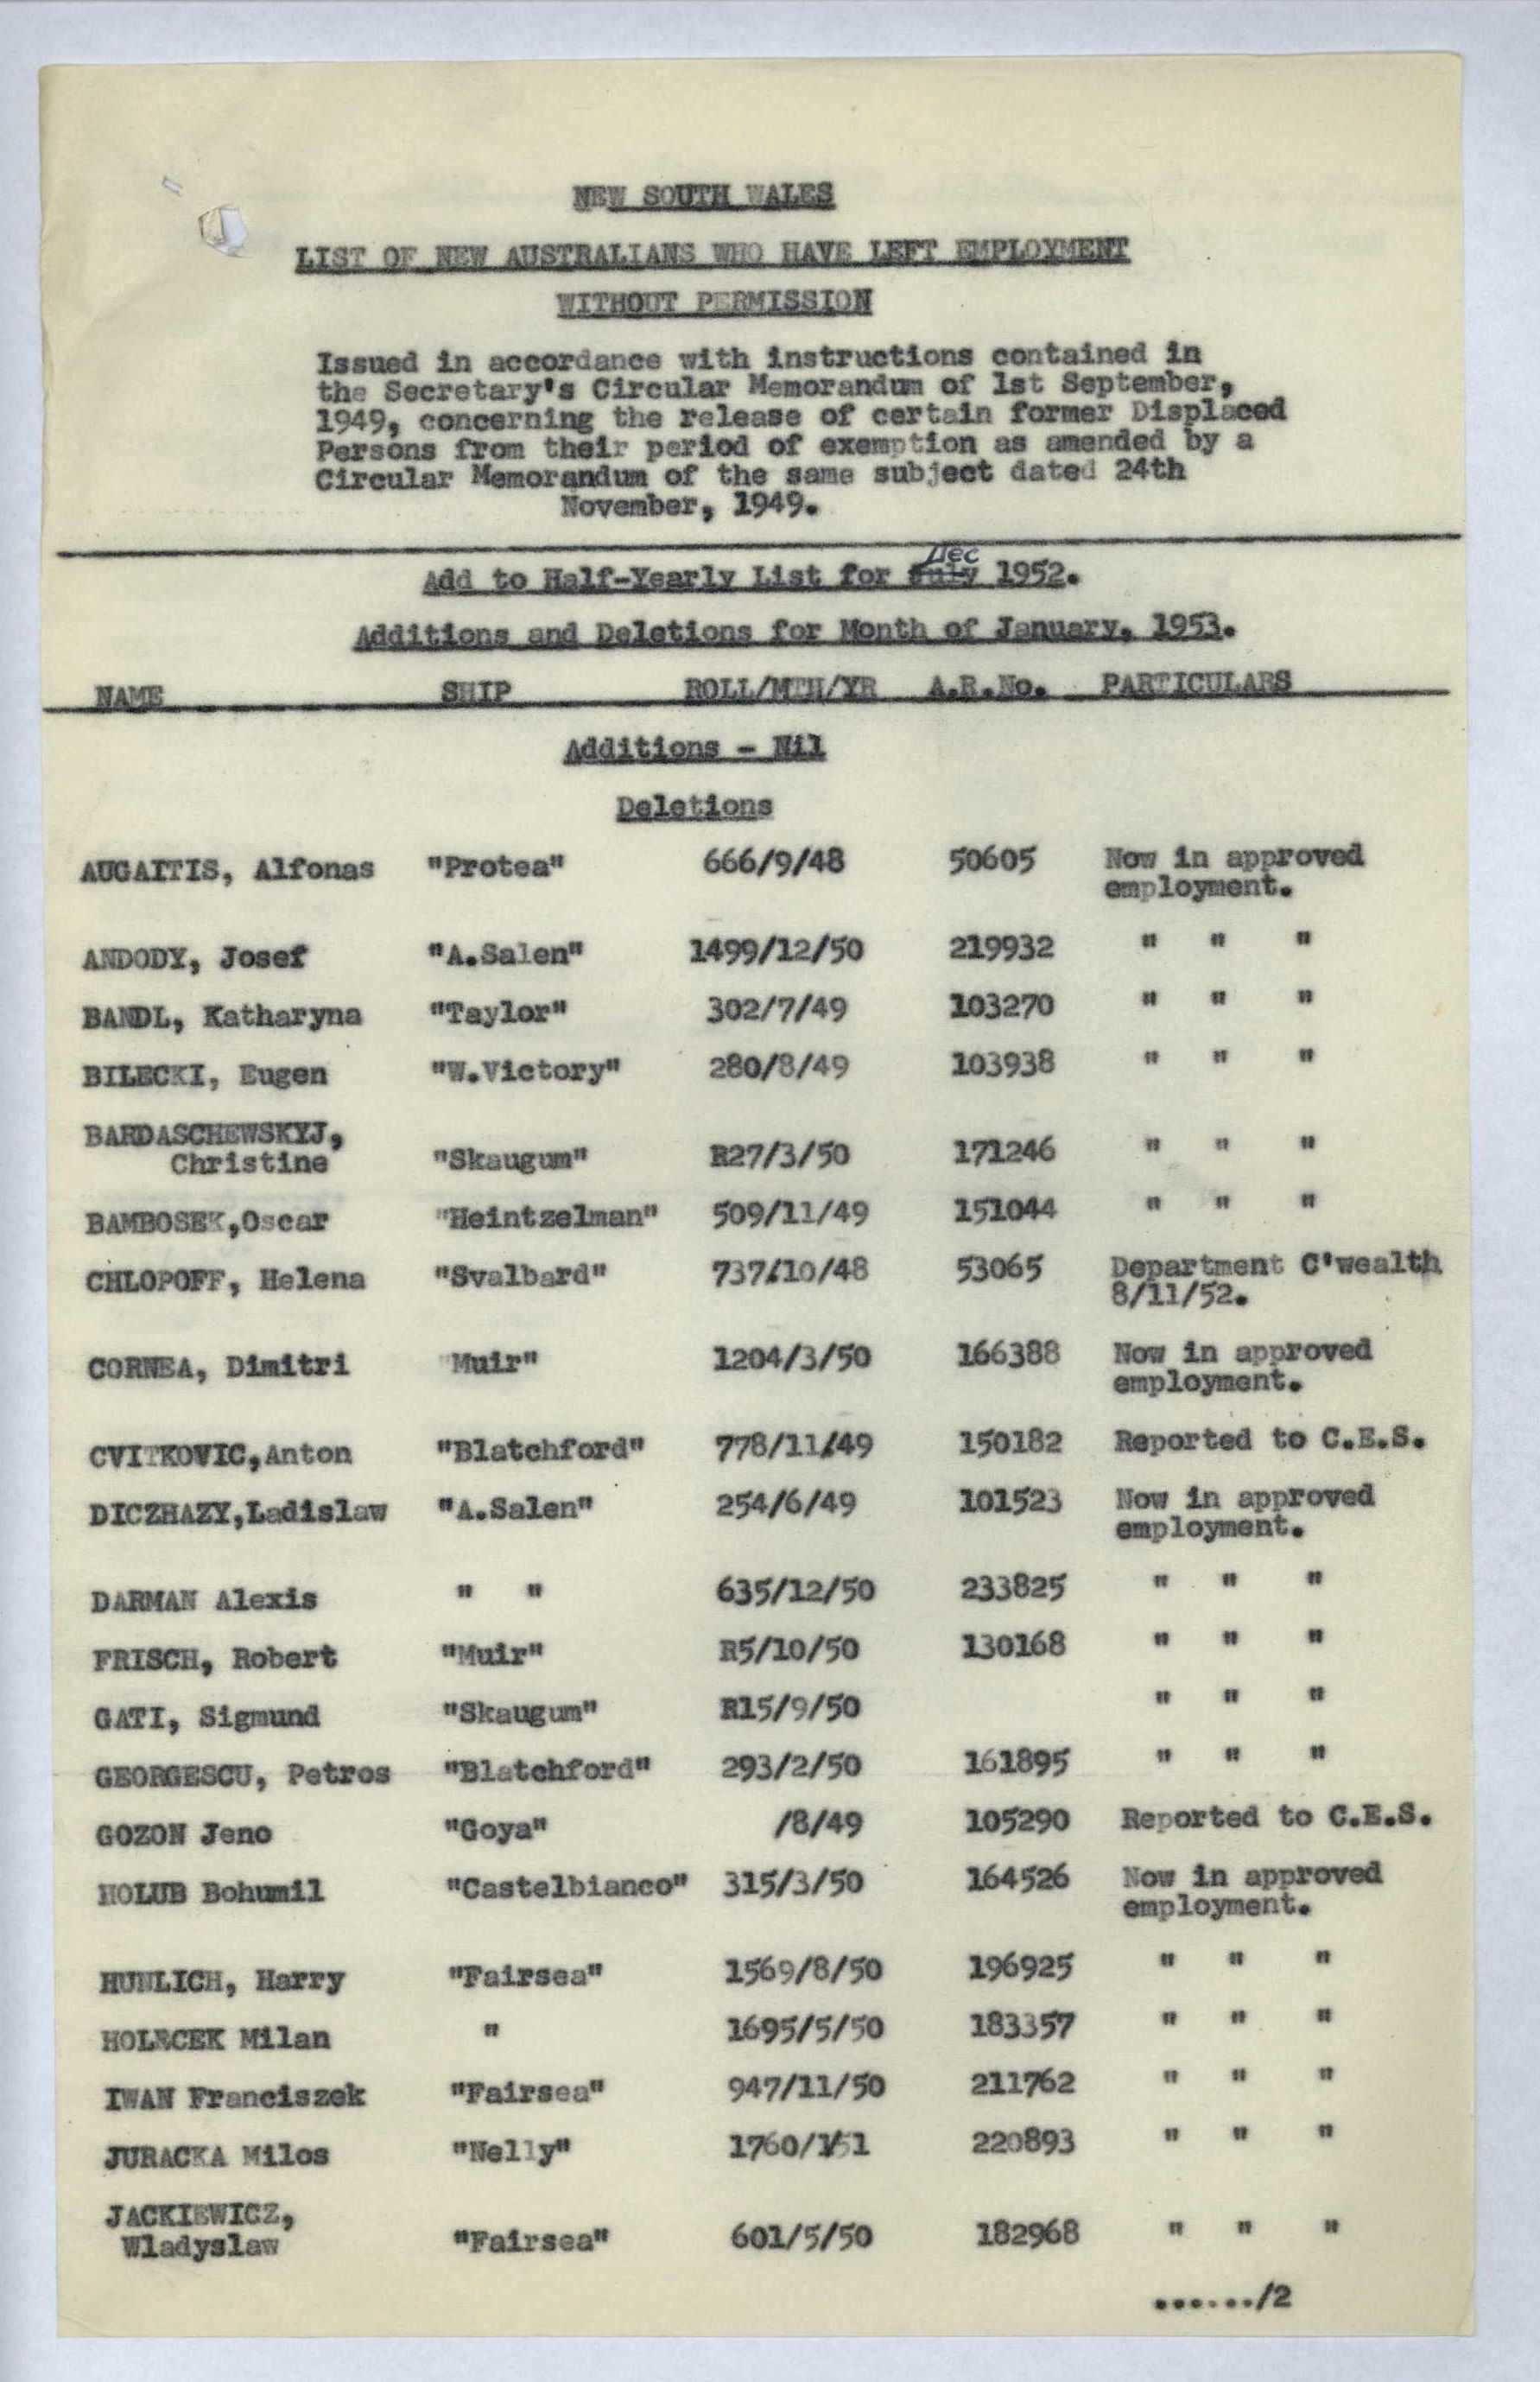 NEW SOUTH WALES
LIST OF NEW AUSTRALIANS WHO HAVE LEFT EMPLOYMENT
WITHOUT PERMISSION
Issued in accordance with instructions contained in
the Secretary's Circular Memorandum of 1st September,
1949, concerning the release of certain former Displaced
Persons from their period of exemption as amended by a
Circular Memorandum of the same subject dated 24th
November, 1949.
Dec
Add to Half-Yearly List for July 1952.
Additions and Deletions for Month of January, 1953.
NAME SHIP ROLL/MTH/YR A.R.No. PARTICULARS
Additions - Nil
Deletions
AUGAITIS, Alfonas "Protea" 666/9/48 50605 Now in approved
employment.
ANDODY, Josef "A.Salen" 1499/12/50 219932 " " "
BANDL, Katharyna "Taylor" 302/7/49 103270 " " "
BILECKI, Eugen "W.Victory" 280/8/49 103938 " " "
BARDASCHEWSKYJ,
Christine "Skaugum" R27/3/50 171246 " " "
BAMBOSEK,Oscar "Heintzelman" 509/11/49 151044 " " "
CHLOPOFF, Helena "Svalbard" 737/10/48 53065 Department C'wealth
8/11/52.
CORNEA, Dimitri "Muir" 1204/3/50 166388 Now in approved
employment.
CVITKOVIC,Anton "Blatchford" 778/11/49 150182 Reported to C.E.S.
DICZHAZY,Ladislaw "A.Salen" 254/6/49 101523 Now in approved
employment.
DARMAN Alexis " " 635/12/50 233825 " " "
FRISCH, Robert "Muir" R5/10/50 130168 " " "
GATI, Sigmund "Skaugum" R15/9/50 " " "
GEORGESCU, Petros "Blatchford" 293/2/50 161895 " " "
GOZON Jeno "Goya" /8/49 105290 Reported to C.E.S.
HOLUB Bohumil "Castelbianco" 315/3/50 164526 Now in approved
employment.
Harry "Fairsea" 1569/8/50 196925 " " "
HOLECEK Milan " 1695/5/50 183357 " " "
IWAN Franciszek "Fairsea" 947/11/50 211762 " " "
JURACKA Milos "Nelly" 1760/1/51 220893 " " "
JACKIEWICZ,
Wladyslaw "Fairsea" 601/5/50 182968 " " "
....../2